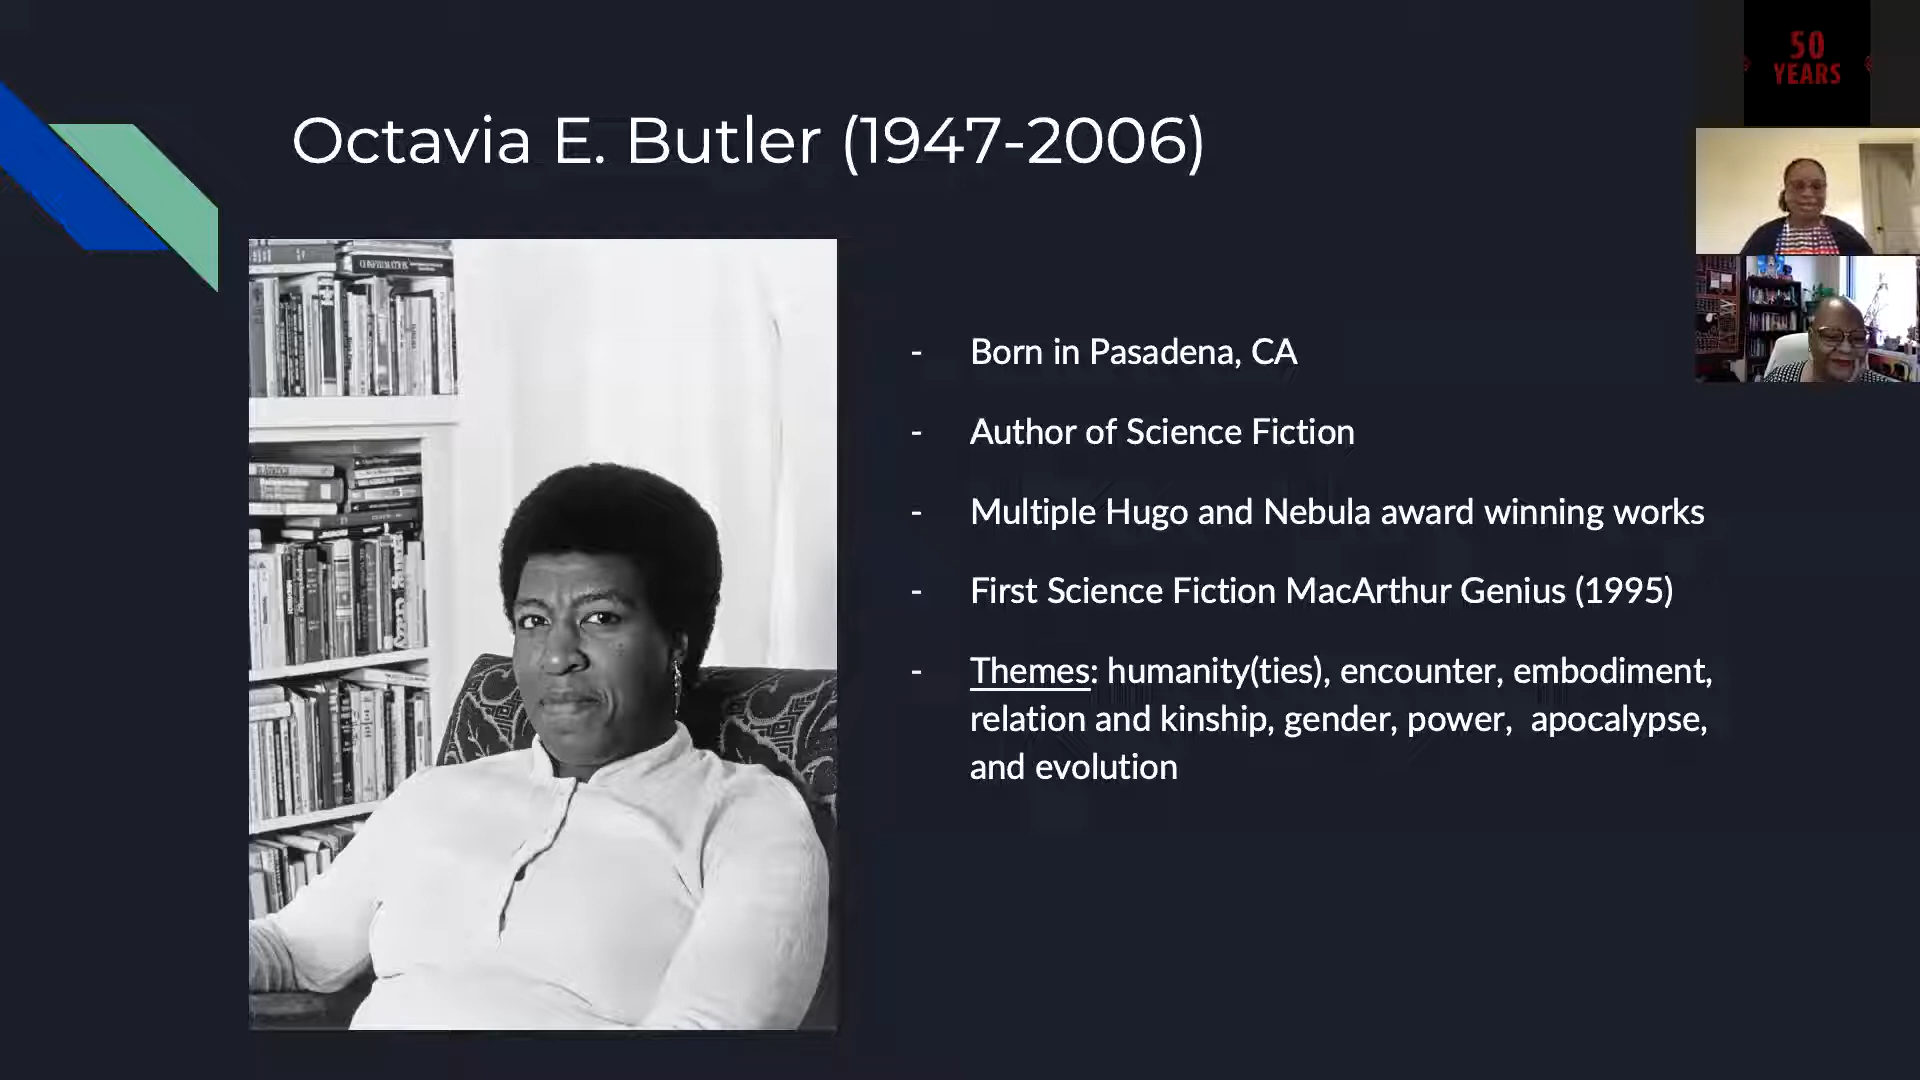 50
YEARS
Octavia E. Butler (1947-2006)
CONFIRMATION
- Born in Pasadena, CA
- Author of Science Fiction
- Multiple Hugo and Nebula award winning works
- First Science Fiction MacArthur Genius (1995)
- Themes: humanity(ties), encounter, embodiment,
relation and kinship, gender, power,  apocalypse,
and evolution